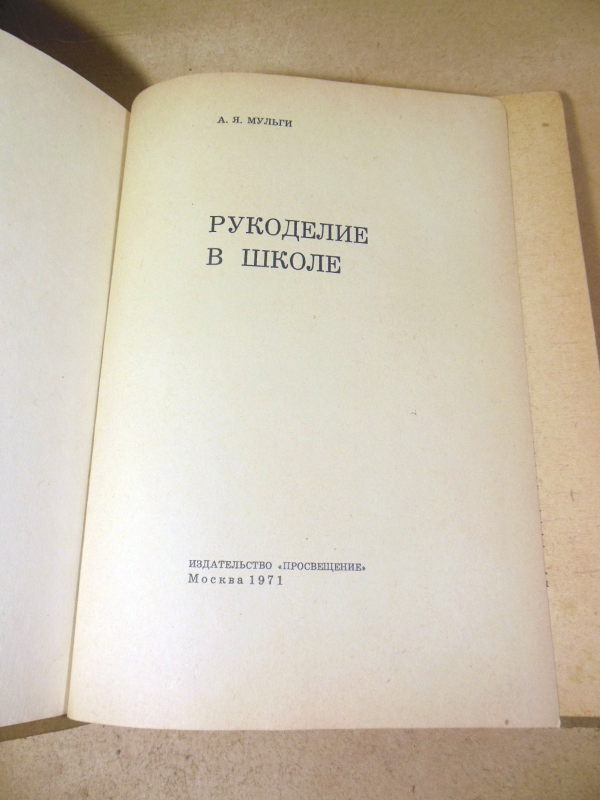 А. Я. МУЛЬГИ
РУКОДЕЛИЕ
В ШКОЛЕ
ИЗДАТЕЛЬСТВО «ПРОСВЕЩЕНИЕ»
Москва 1971